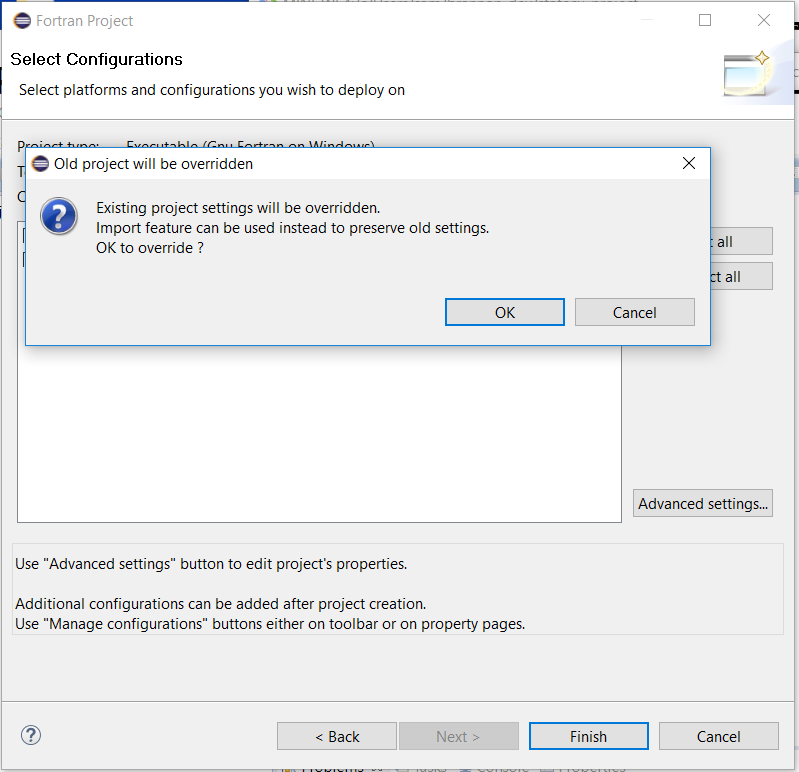 Fortran Project
Select Configurations
Select platforms and configurations you wish to deploy on
Project type: Executable (Gnu Fortran on Windows)
Old project will be overridden
Existing project settings will be overridden.
Import feature can be used instead to preserve old settings.
OK to override ?
all
all
OK
Cancel
Advanced settings...
Use "Advanced settings" button to edit project's properties.
Additional configurations can be added after project creation.
Use "Manage configurations" buttons either on toolbar or on property pages.
< Back
Next >
Finish
Cancel
Problems Tasks Console Properties